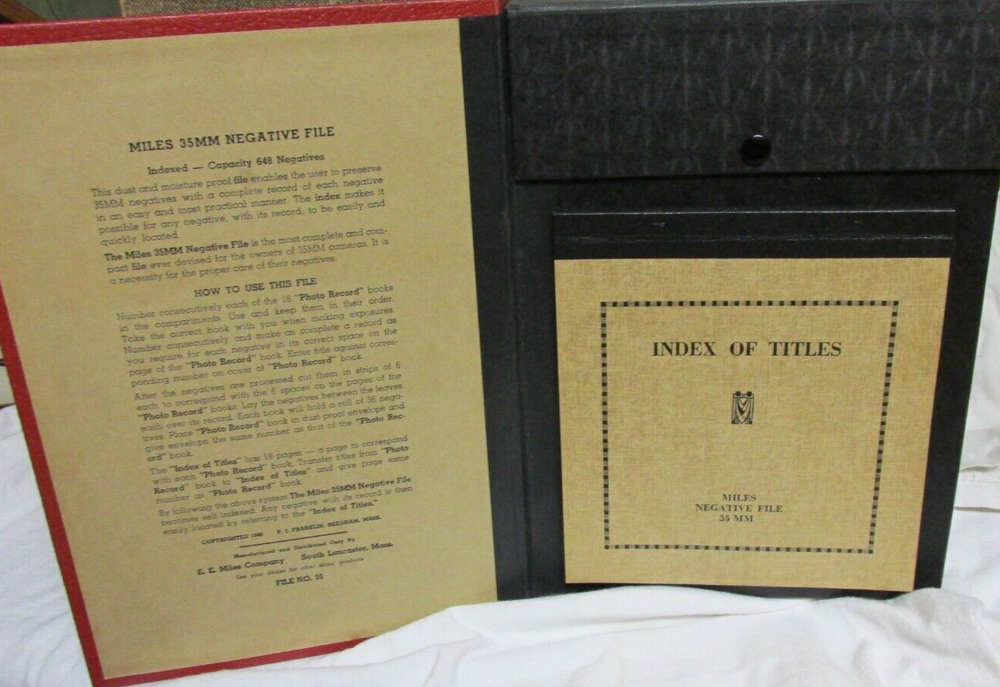 MILES 35MM NEGATIVE FILE
Indexed — Capacity 648 Negatives
This dust and moisture proof file enables the user to preserve
35MM negatives with a complete record of each negative
in an easy and most practical manner. The index makes it
possible for any negative, with its record, to be easily and
quickly located.
The Miles 35MM Negative File is the most complete and com-
pact file ever devised for the owners of 35MM cameras. It is
a necessity for the proper care of their negatives.
HOW TO USE THIS FILE
Number consecutively each of the 18 "Photo Record" books
in the compartments. Use and keep them in their order.
Take the correct book with you when making exposures.
Number consecutively and make as complete a record as
you require for each negative in its correct space on the
page of the "Photo Record" book. Enter title against corres-
ponding number on cover of "Photo Record" book.
After the negatives are processed cut them in strips of 6
each to correspond with the 6 spaces on the pages of the
"Photo Record" books. Lay the negatives between the leaves
each over its record. Each book will hold a roll of 36 nega-
tives. Place "Photo Record" book in dust proof envelope and
give envelope the same number as that of the "Photo Rec-
ord" book.
The "Index of Titles" has 18 pages — a page to correspond
with each "Photo Record" book. Transfer titles from "Photo
Record" book to "Index of Titles" and give page same
number as "Photo Record" book.
By following the above system The Miles 35MM Negative File
becomes self indexed. Any negative with its record is then
easily located by referring to the "Index of Titles."
COPYRIGHTED 1940 F. I. FRANKLIN, NEEDHAM, MASS.
Manufactured and Distributed Only By
E. E. Miles Company South Lancaster, Mass.
See your dealer for other Miles' products
FILE NO. 35
INDEX OF TITLES
MILES
NEGATIVE FILE
35 MM